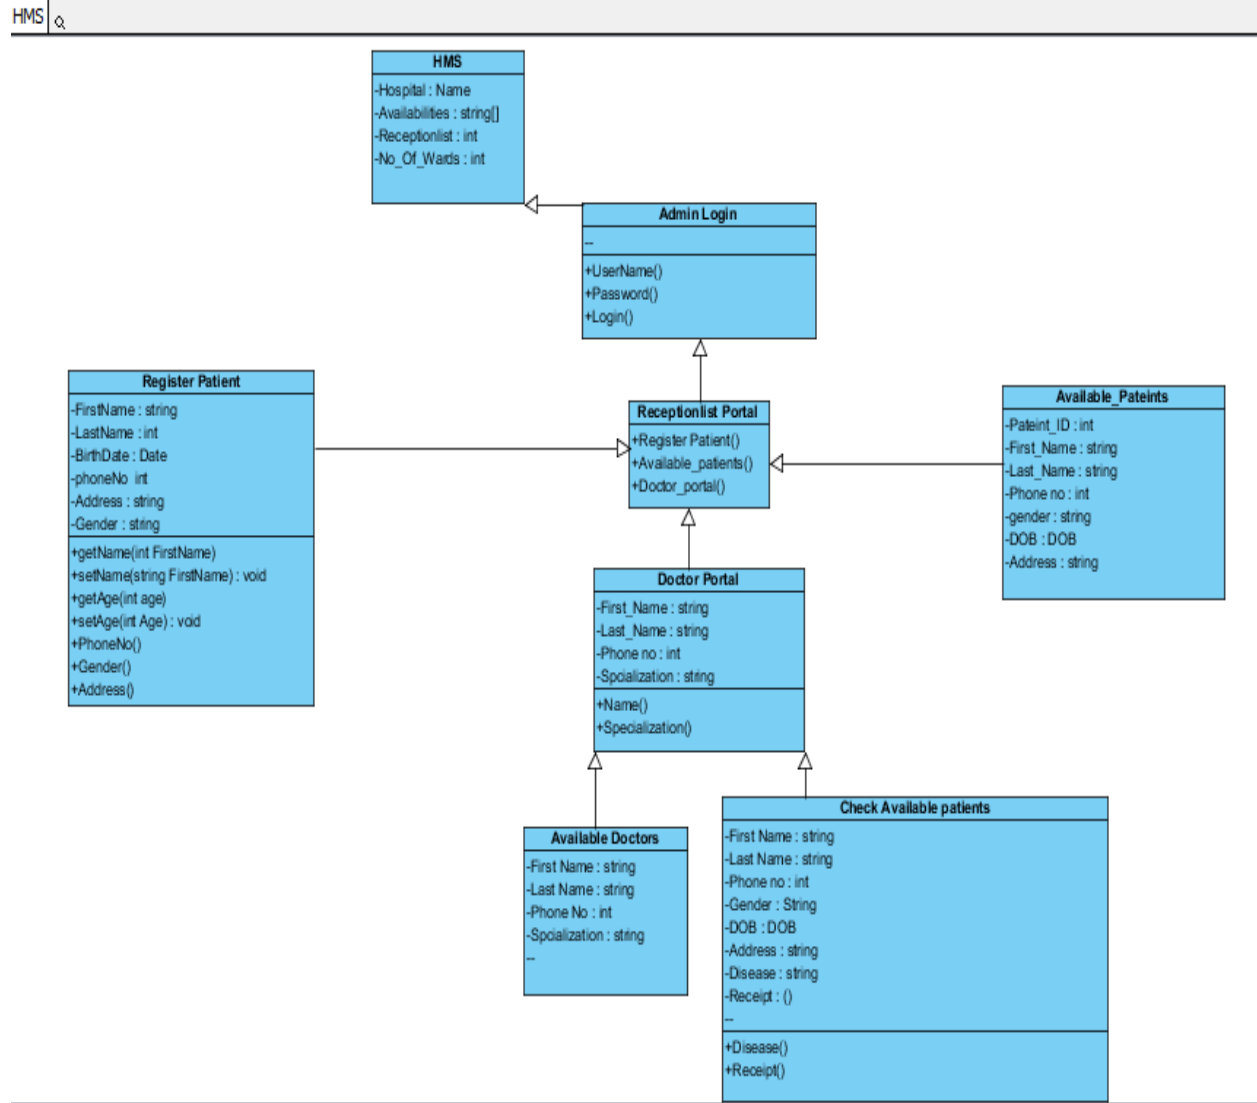 HMS
HMS
-Hospital : Name
-Availabilities : string[]
-Receptionlist : int
-No_Of_Wards : int
Admin Login
--
+UserName()
+Password()
+Login()
Register Patient
-FirstName : string
-LastName : int
-BirthDate : Date
-phoneNo int
-Address : string
-Gender : string
+getName(int FirstName)
+setName(string FirstName) : void
+getAge(int age)
+setAge(int Age) : void
+PhoneNo()
+Gender()
+Address()
Receptionlist Portal
+Register Patient()
+Available_patients()
+Doctor_portal()
Available_Pateints
-Pateint_ID : int
-First_Name : string
-Last_Name : string
-Phone no : int
-gender : string
-DOB : DOB
-Address : string
Doctor Portal
-First_Name : string
-Last_Name : string
-Phone no : int
-Spcialization : string
+Name()
+Specialization()
Available Doctors
-First Name : string
-Last Name : string
-Phone No : int
-Spcialization : string
--
Check Available patients
-First Name : string
-Last Name : string
-Phone no : int
-Gender : String
-DOB : DOB
-Address : string
-Disease : string
-Receipt : ()
--
+Disease()
+Receipt()